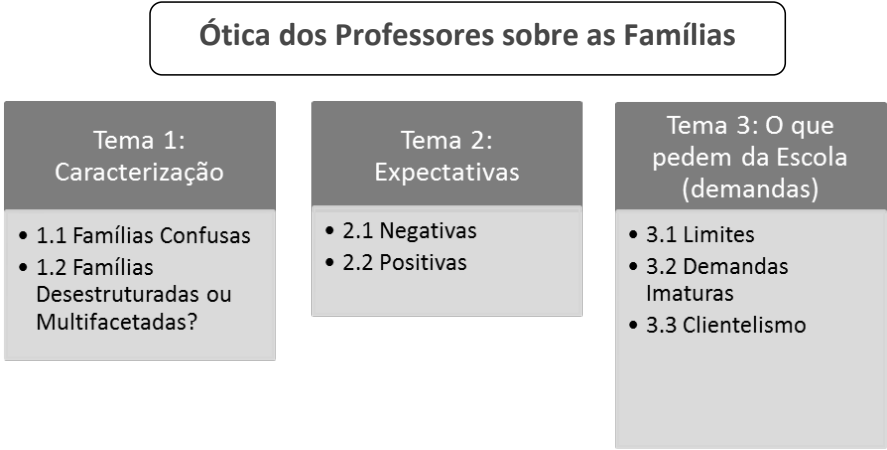 Ótica dos Professores sobre as Famílias
Tema 1:
Caracterização
• 1.1 Famílias Confusas
• 1.2 Famílias
Desestruturadas ou
Multifacetadas?
Tema 2:
Expectativas
• 2.1 Negativas
• 2.2 Positivas
Tema 3: O que
pedem da Escola
(demandas)
• 3.1 Limites
• 3.2 Demandas
Imaturas
• 3.3 Clientelismo